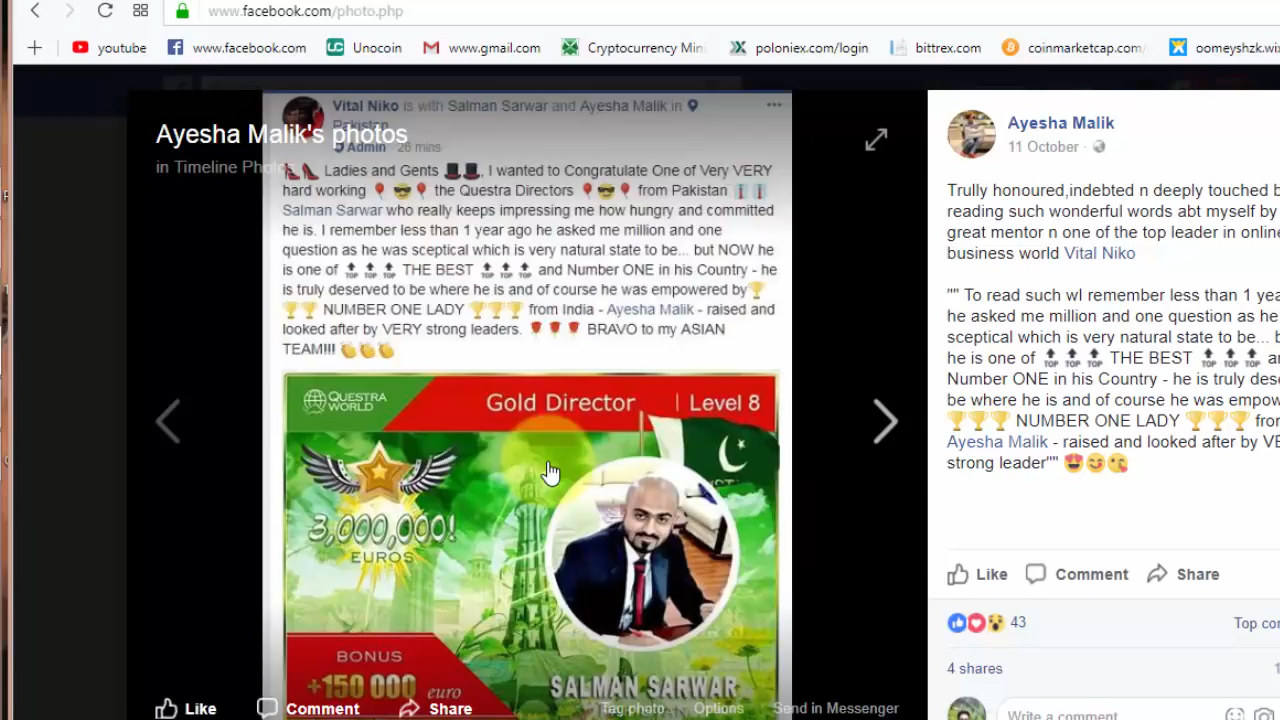 www.facebook.com/photo.php
youtube
www.facebook.com
Unocoin
www.gmail.com
Cryptocurrency Min
poloniex.com/login
bittrex.com
coinmarketcap.com
oomeyshzk.wi
Vital Niko is with Salman Sarwar and Ayesha Malik in
Pakistan.
Admin · 26 mins
Ayesha Malik's photos
in Timeline Photos
👠👠 Ladies and Gents 🎩🎩, I wanted to Congratulate One of Very VERY
hard working 🎈😎🎈 the Questra Directors 🎈😎🎈 from Pakistan 👔👔
Salman Sarwar who really keeps impressing me how hungry and committed
he is. I remember less than 1 year ago he asked me million and one
question as he was sceptical which is very natural state to be... but NOW he
is one of 🔝🔝🔝 THE BEST 🔝🔝🔝 and Number ONE in his Country - he
is truly deserved to be where he is and of course he was empowered by🏆
🏆🏆 NUMBER ONE LADY 🏆🏆🏆 from India - Ayesha Malik - raised and
looked after by VERY strong leaders. 🌹🌹🌹 BRAVO to my ASIAN
TEAM!!! 👏👏👏
QUESTRA
WORLD
Gold Director | Level 8
3,000,000!
EUROS
BONUS
+150 000 euro
SALMAN SARWAR
Like
Comment
Share
Tag photo
Options
Send in Messenger
Ayesha Malik
11 October ·
Trully honoured,indebted n deeply touched b
reading such wonderful words abt myself by
great mentor n one of the top leader in online
business world Vital Niko
"" To read such wl remember less than 1 yea
he asked me million and one question as he
sceptical which is very natural state to be... b
he is one of 🔝🔝🔝 THE BEST 🔝🔝🔝 an
Number ONE in his Country - he is truly dese
be where he is and of course he was empow
🏆🏆🏆 NUMBER ONE LADY 🏆🏆🏆 fro
Ayesha Malik - raised and looked after by VE
strong leader"" 😍😋😘
Like
Comment
Share
43
Top co
4 shares
Write a comment